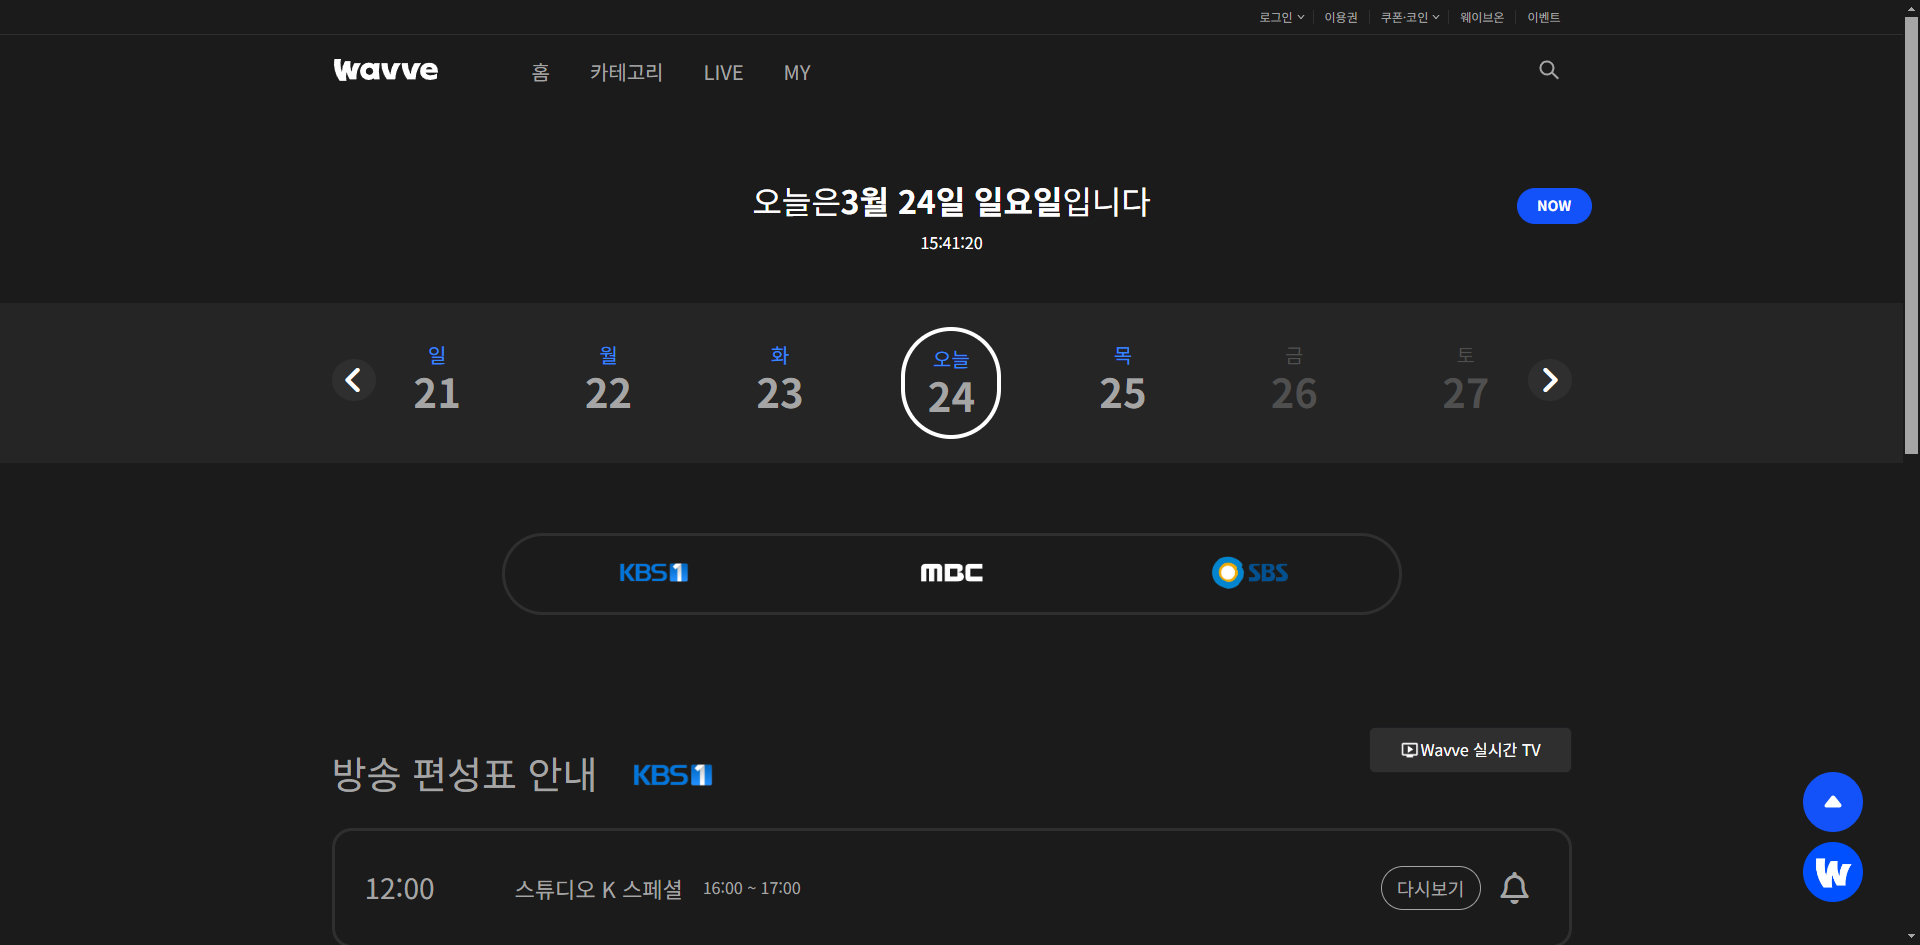 로그인 이용권 쿠폰·코인 웨이브온 이벤트
wavve 홈 카테고리 LIVE MY
오늘은3월 24일 일요일입니다
NOW
15:41:20
일 월 화 오늘 목 금 토
21 22 23 24 25 26 27
KBS1 MBC SBS
Wavve 실시간 TV
방송 편성표 안내 KBS1
12:00 스튜디오 K 스페셜 16:00 ~ 17:00 다시보기
W